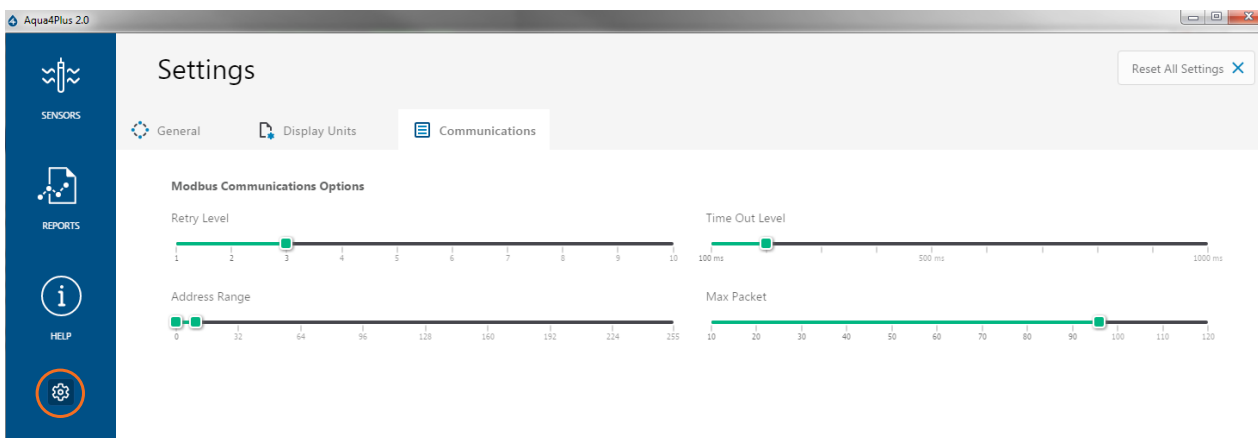 Aqua4Plus 2.0
SENSORS
REPORTS
HELP
Settings
Reset All Settings
General
Display Units
Communications
Modbus Communications Options
Retry Level
1 2 3 4 5 6 7 8 9 10
Time Out Level
100 ms 500 ms 1000 ms
Address Range
0 32 64 96 128 160 192 224 255
Max Packet
10 20 30 40 50 60 70 80 90 100 110 120